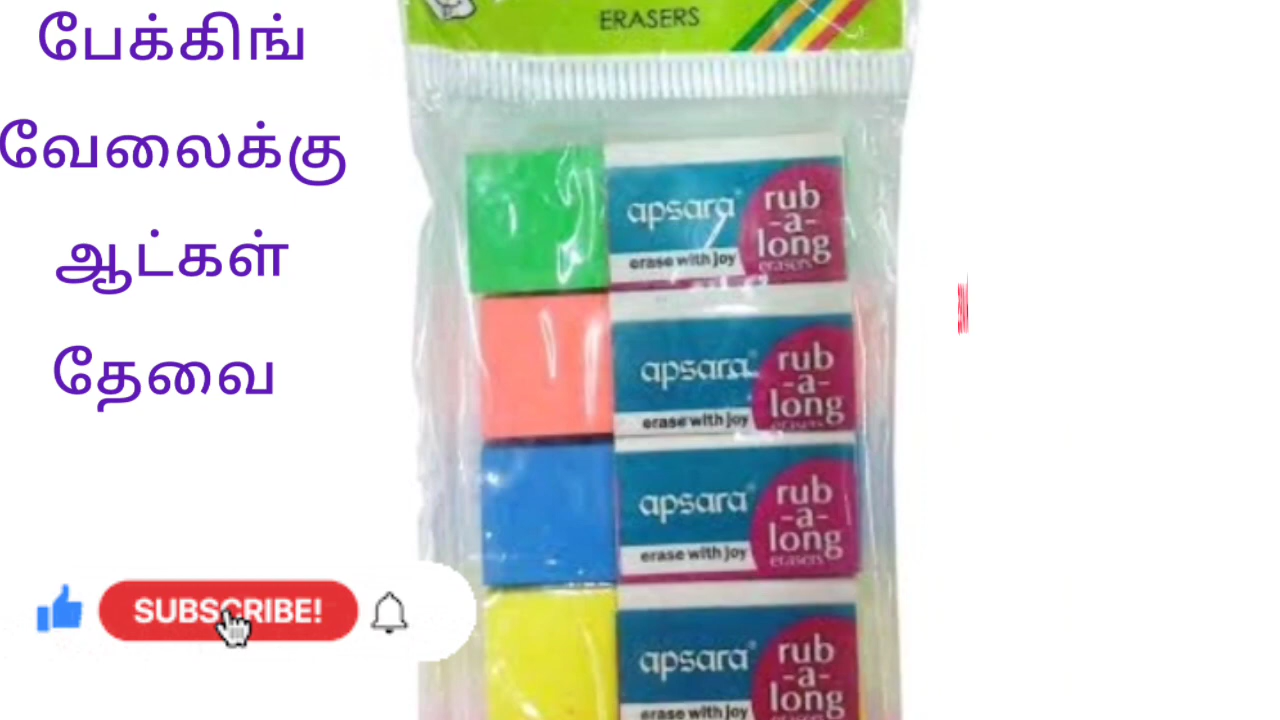 பேக்கிங்
வேலைக்கு
ஆட்கள்
தேவை
ERASERS
apsara
erase with joy
rub
-a-
long
erasers
apsara
erase with joy
rub
-a-
long
erasers
apsara
erase with joy
rub
-a-
long
erasers
apsara
erase with joy
rub
-a-
long
SUBSCRIBE!